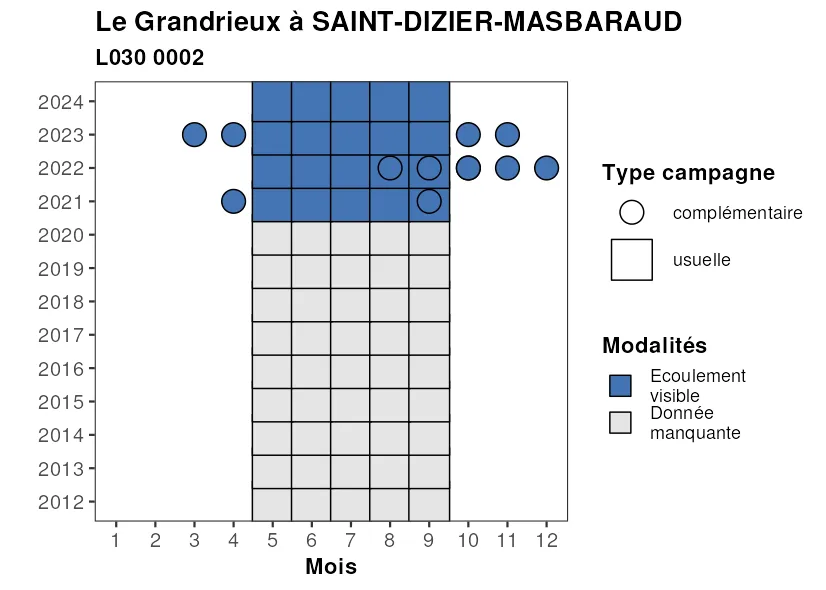 Le Grandrieux à SAINT-DIZIER-MASBARAUD
L030 0002
2024
2023
2022
2021
2020
2019
2018
2017
2016
2015
2014
2013
2012
1 2 3 4 5 6 7 8 9 10 11 12
Mois
Type campagne
complémentaire
usuelle
Modalités
Ecoulement
visible
Donnée
manquante